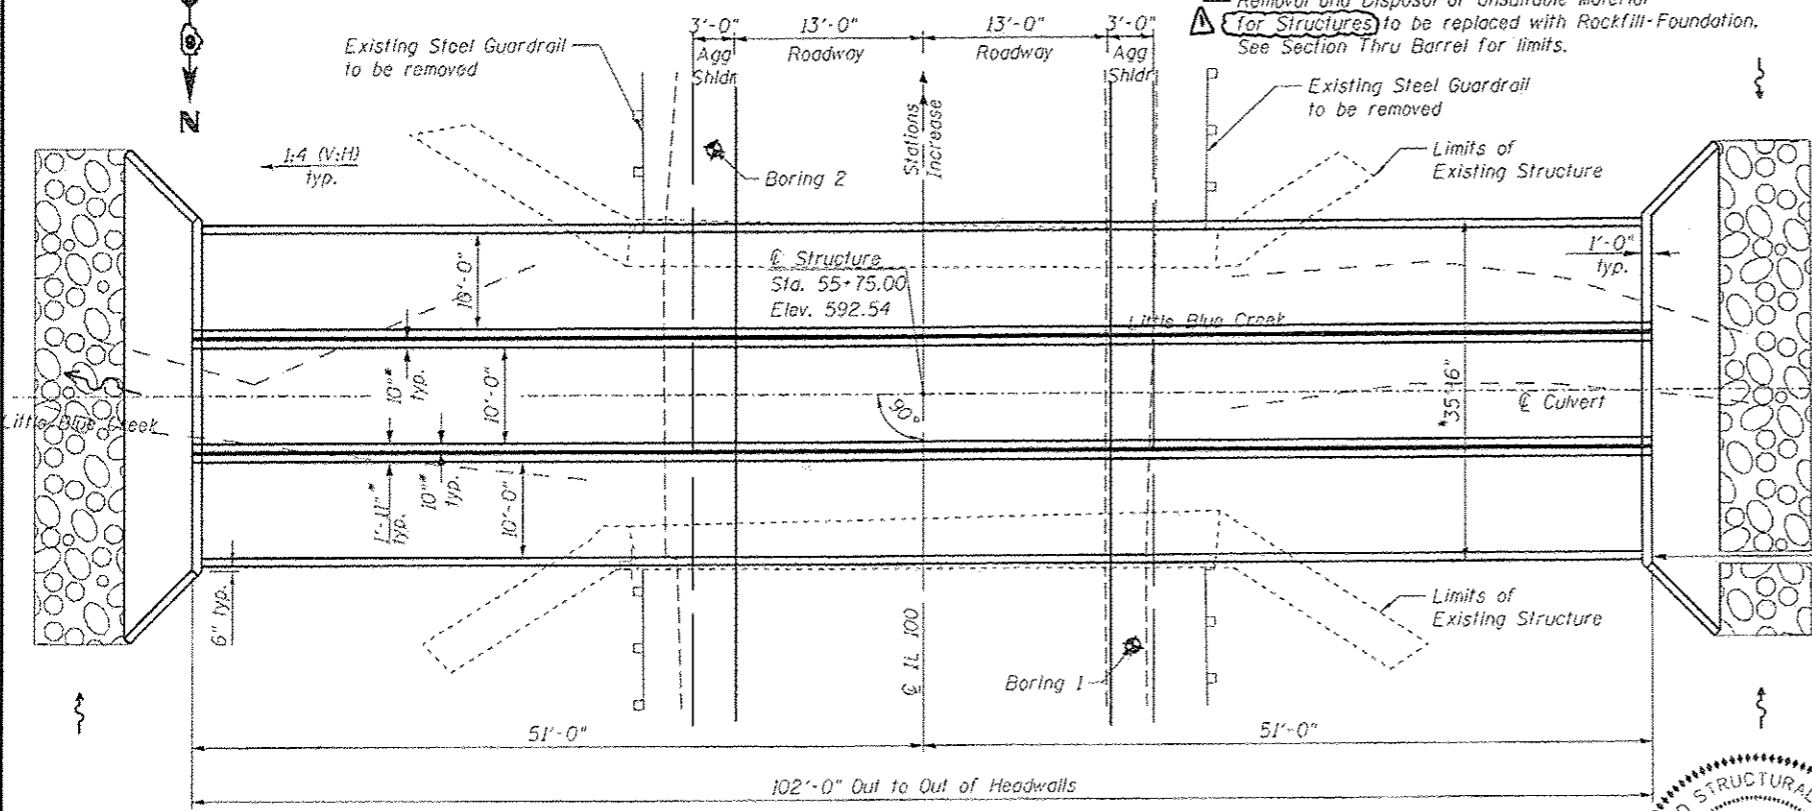 Removal and Disposal of Unsuitable Material
for Structures to be replaced with Rockfill-Foundation.
See Section Thru Barrel for limits.
3'-0"
13'-0"
13'-0"
3'-0"
Agg
Shldr
Roadway
Roadway
Agg
Shldr
Existing Steel Guardrail
to be removed
Existing Steel Guardrail
to be removed
N
1:4 (V:H)
typ.
Stations
Increase
Boring 2
Limits of
Existing Structure
1'-0"
typ.
10'-0"
℄ Structure
Sta. 55+75.00
Elev. 592.54
Little Blue Creek
10"*
typ.
10'-0"
90°
℄ Culvert
Little Blue Creek
1'-11"*
typ.
10"*
typ.
10'-0"
6" typ.
Limits of
Existing Structure
℄ IL 100
Boring 1
51'-0"
51'-0"
102'-0" Out to Out of Headwalls
STRUCTURAL